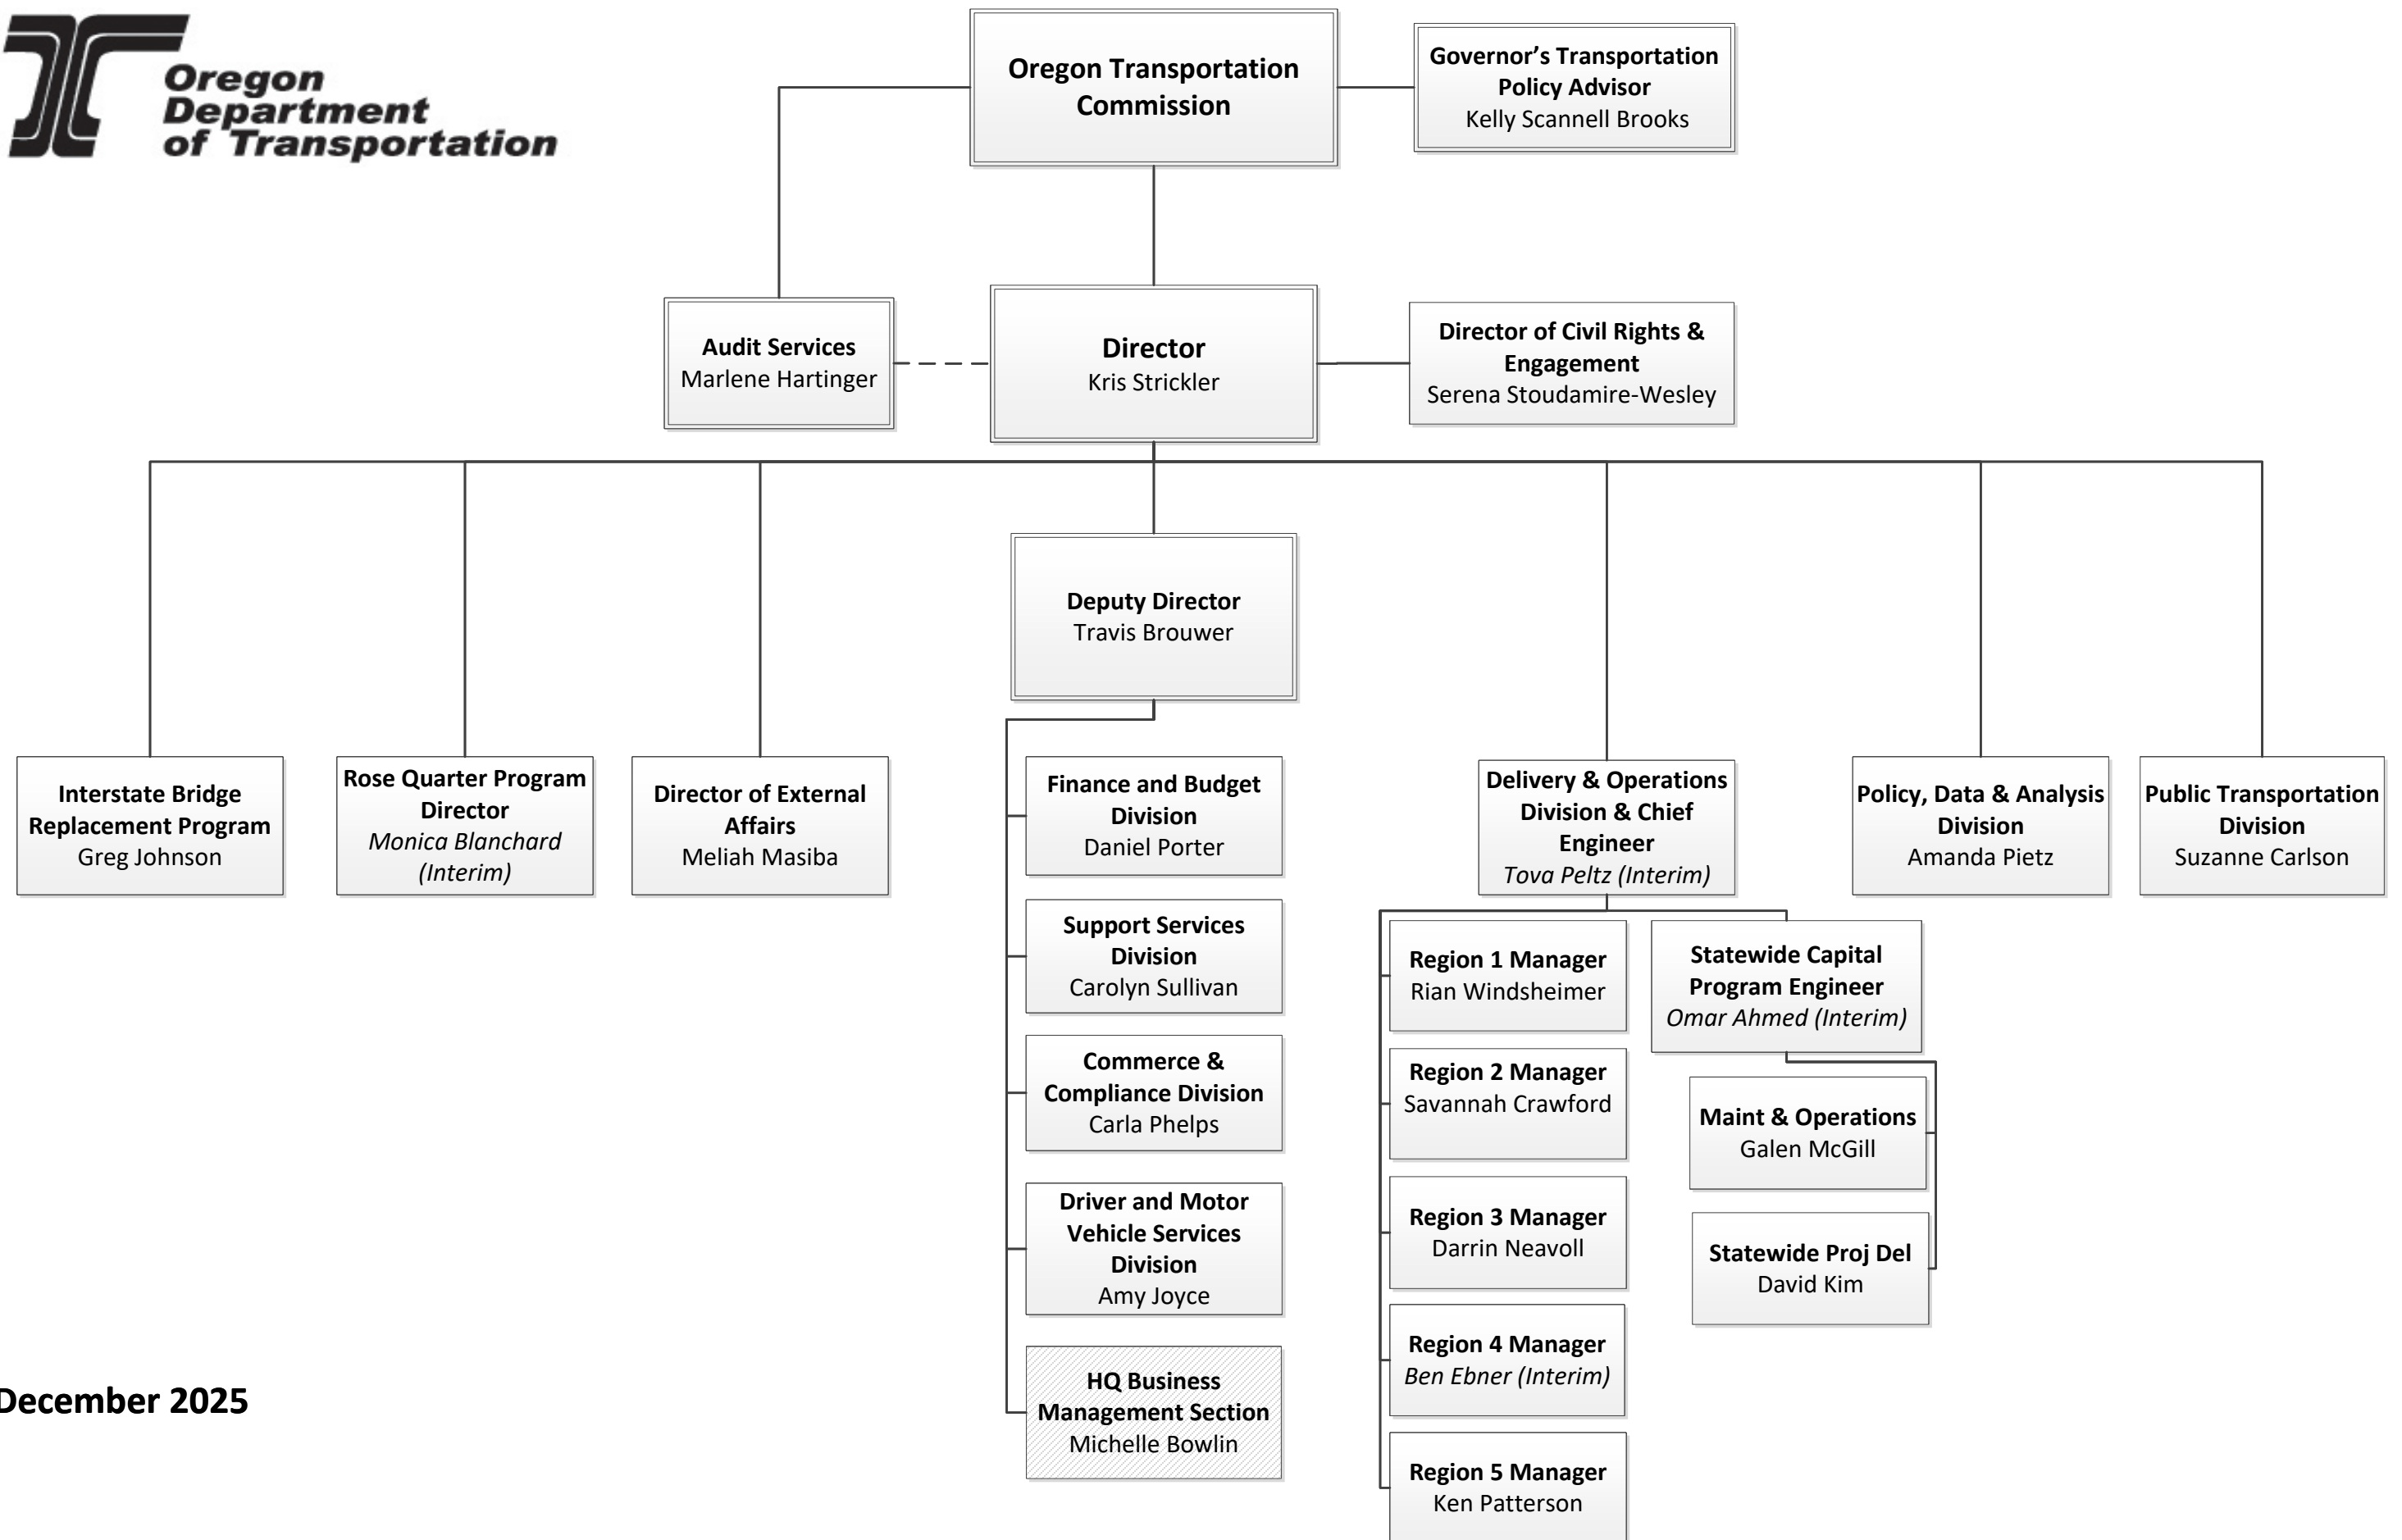 Oregon
Department
of Transportation
Oregon Transportation
Commission
Governor’s Transportation
Policy Advisor
Kelly Scannell Brooks
Audit Services
Marlene Hartinger
Director
Kris Strickler
Director of Civil Rights &
Engagement
Serena Stoudamire-Wesley
Deputy Director
Travis Brouwer
Interstate Bridge
Replacement Program
Greg Johnson
Rose Quarter Program
Director
Monica Blanchard
(Interim)
Director of External
Affairs
Meliah Masiba
Finance and Budget
Division
Daniel Porter
Support Services
Division
Carolyn Sullivan
Commerce &
Compliance Division
Carla Phelps
Driver and Motor
Vehicle Services
Division
Amy Joyce
HQ Business
Management Section
Michelle Bowlin
Delivery & Operations
Division & Chief
Engineer
Tova Peltz (Interim)
Region 1 Manager
Rian Windsheimer
Region 2 Manager
Savannah Crawford
Region 3 Manager
Darrin Neavoll
Region 4 Manager
Ben Ebner (Interim)
Region 5 Manager
Ken Patterson
Statewide Capital
Program Engineer
Omar Ahmed (Interim)
Maint & Operations
Galen McGill
Statewide Proj Del
David Kim
Policy, Data & Analysis
Division
Amanda Pietz
Public Transportation
Division
Suzanne Carlson
December 2025